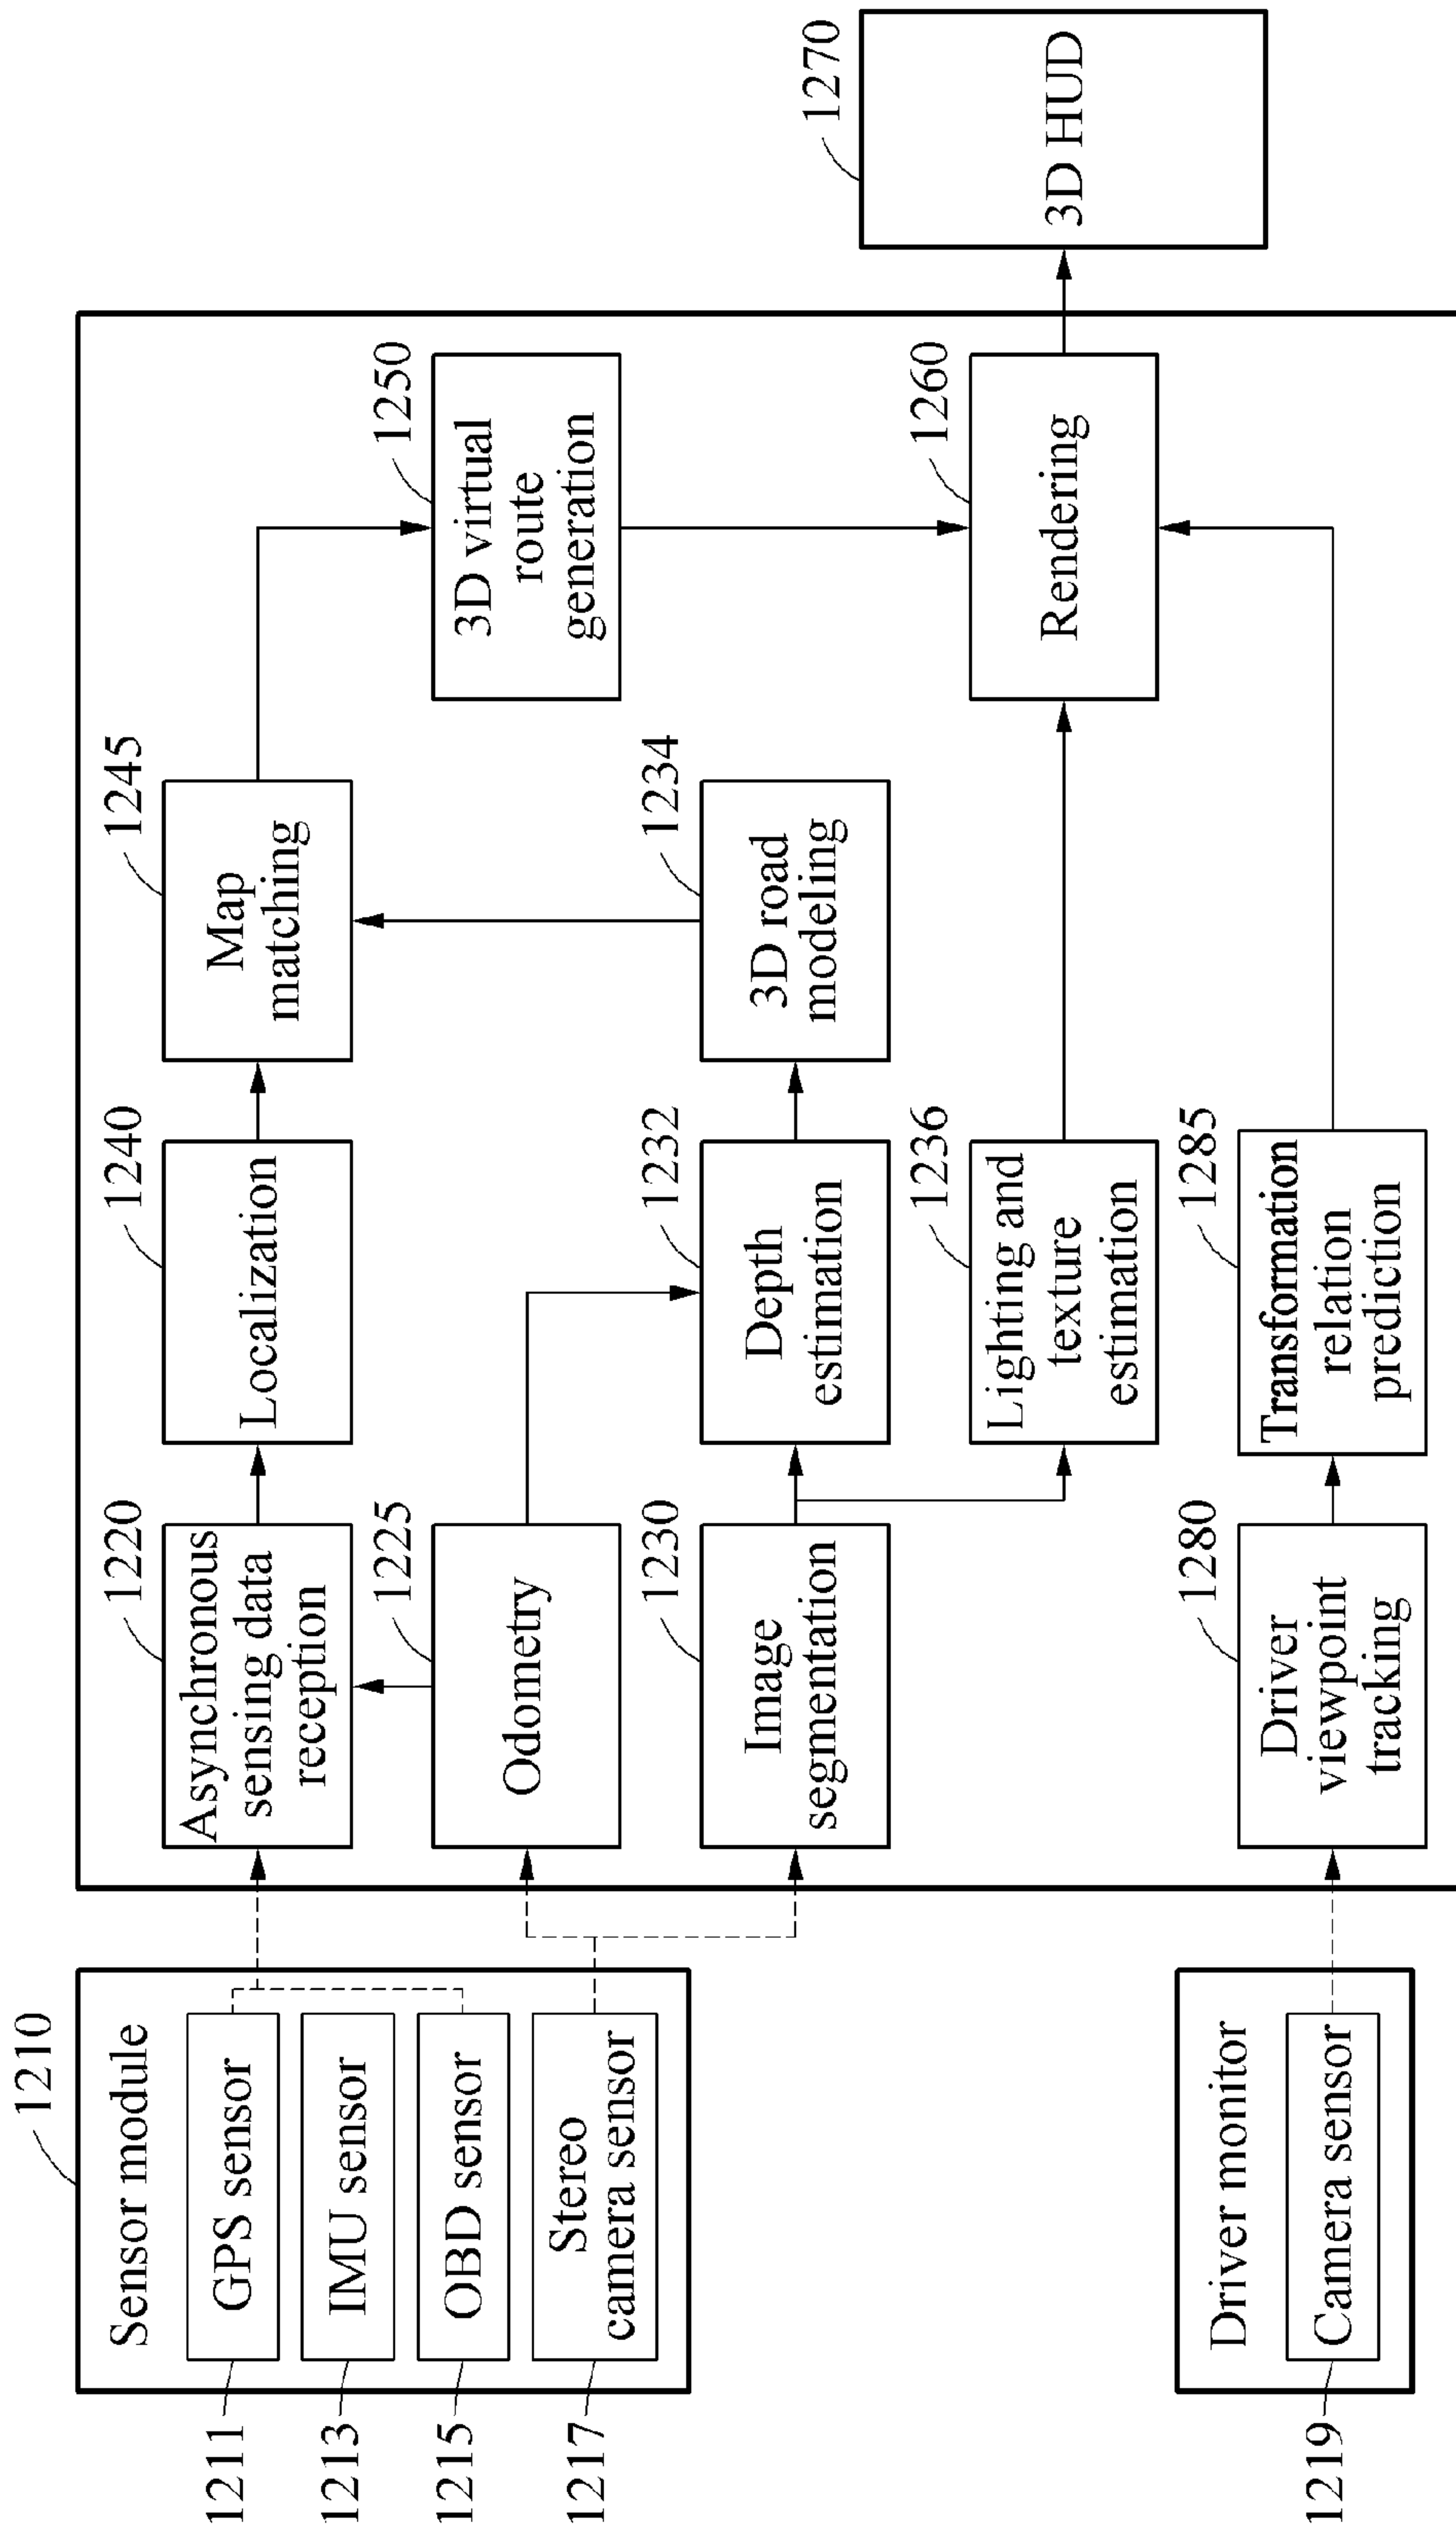 1210
Sensor module
1211
GPS sensor
1213
IMU sensor
1215
OBD sensor
1217
Stereo
camera sensor
Driver monitor
1219
Camera sensor
1220
Asynchronous
sensing data
reception
1225
Odometry
1230
Image
segmentation
1280
Driver
viewpoint
tracking
1240
Localization
1232
Depth
estimation
1236
Lighting and
texture
estimation
1285
Transformation
relation
prediction
1245
Map
matching
1234
3D road
modeling
1250
3D virtual
route
generation
1260
Rendering
1270
3D HUD